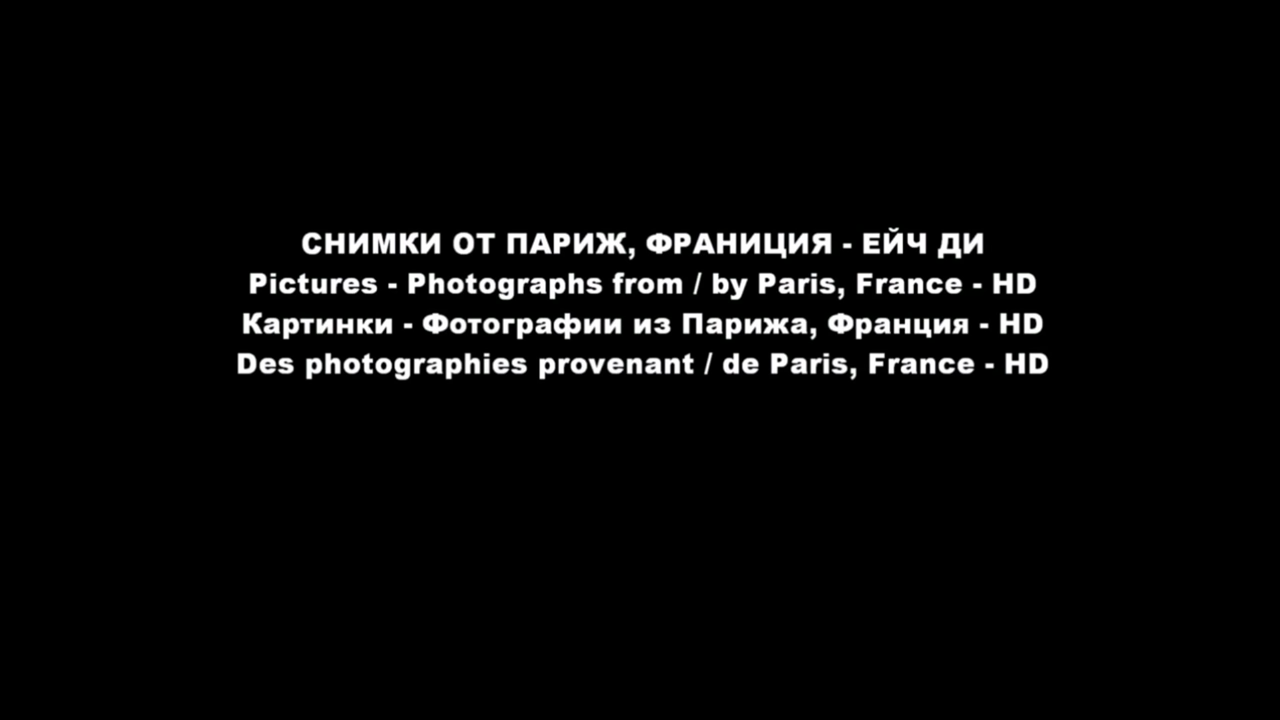 СНИМКИ ОТ ПАРИЖ, ФРАНИЦИЯ - ЕЙЧ ДИ
Pictures - Photographs from / by Paris, France - HD
Картинки - Фотографии из Парижа, Франция - HD
Des photographies provenant / de Paris, France - HD